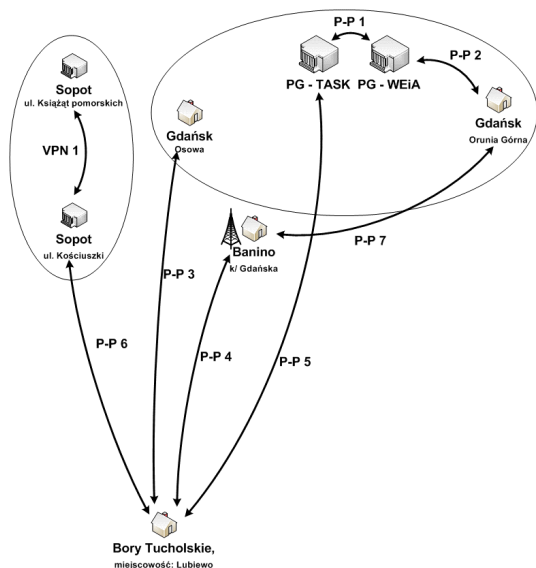 P-P 1
P-P 2
PG - TASK
PG - WEiA
Sopot
ul. Książąt pomorskich
VPN 1
Sopot
ul. Kościuszki
Gdańsk
Osowa
Gdańsk
Orunia Górna
Banino
k/ Gdańska
P-P 7
P-P 3
P-P 6
P-P 4
P-P 5
Bory Tucholskie,
miejscowość: Lubiewo